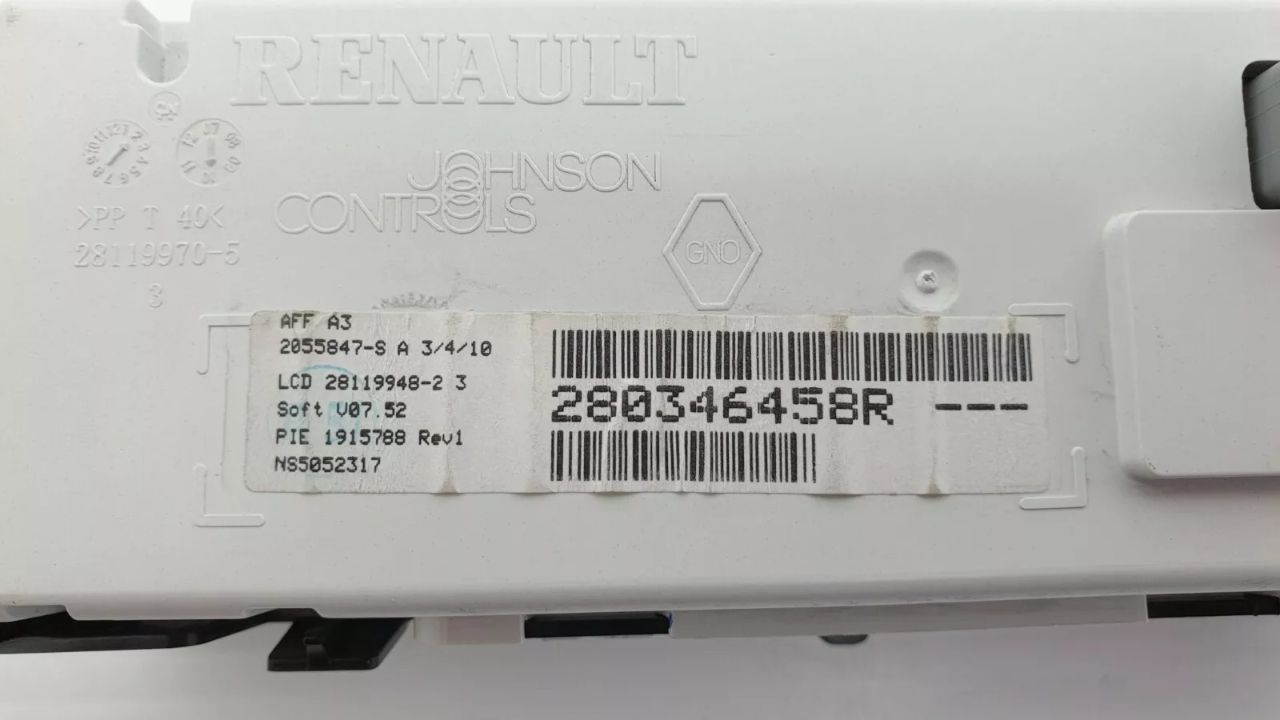 RENAULT
JOHNSON
CONTROLS
GNO
>PP T 40<
28119970-5
3
AFF A3
2055847-S A 3/4/10
LCD 28119948-2 3
Soft V07.52
PIE 1915788 Rev1
NS5052317
280346458R ---